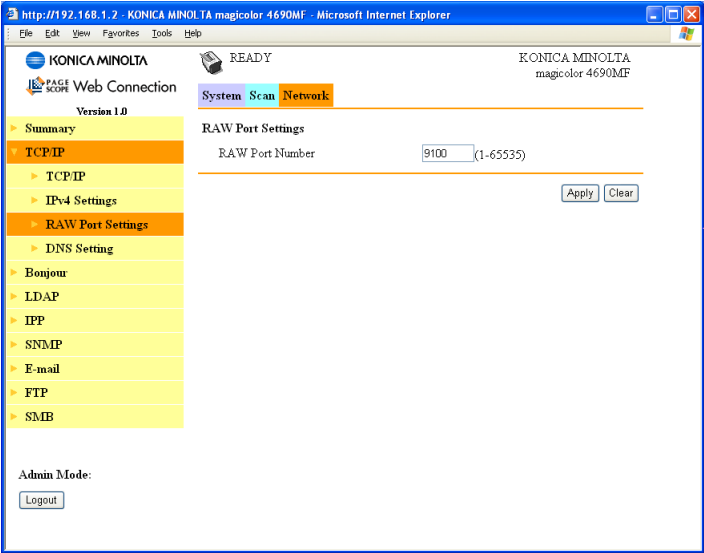 http://192.168.1.2 - KONICA MINOLTA magicolor 4690MF - Microsoft Internet Explorer
File Edit View Favorites Tools Help
KONICA MINOLTA
PAGE SCOPE Web Connection
Version 1.0
READY
KONICA MINOLTA
magicolor 4690MF
System Scan Network
Summary
TCP/IP
TCP/IP
IPv4 Settings
RAW Port Settings
DNS Setting
Bonjour
LDAP
IPP
SNMP
E-mail
FTP
SMB
Admin Mode:
Logout
RAW Port Settings
RAW Port Number 9100 (1-65535)
Apply Clear